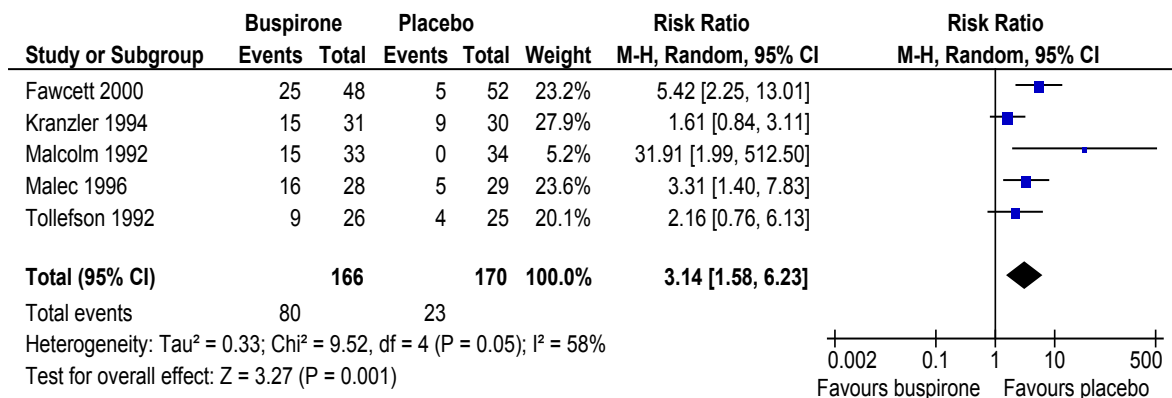 Buspirone Placebo Risk Ratio Risk Ratio
Study or Subgroup Events Total Events Total Weight M-H, Random, 95% CI M-H, Random, 95% CI
Fawcett 2000 25 48 5 52 23.2% 5.42 [2.25, 13.01]
Kranzler 1994 15 31 9 30 27.9% 1.61 [0.84, 3.11]
Malcolm 1992 15 33 0 34 5.2% 31.91 [1.99, 512.50]
Malec 1996 16 28 5 29 23.6% 3.31 [1.40, 7.83]
Tollefson 1992 9 26 4 25 20.1% 2.16 [0.76, 6.13]
Total (95% CI) 166 170 100.0% 3.14 [1.58, 6.23]
Total events 80 23
Heterogeneity: Tau² = 0.33; Chi² = 9.52, df = 4 (P = 0.05); I² = 58%
Test for overall effect: Z = 3.27 (P = 0.001)
0.002 0.1 1 10 500
Favours buspirone Favours placebo